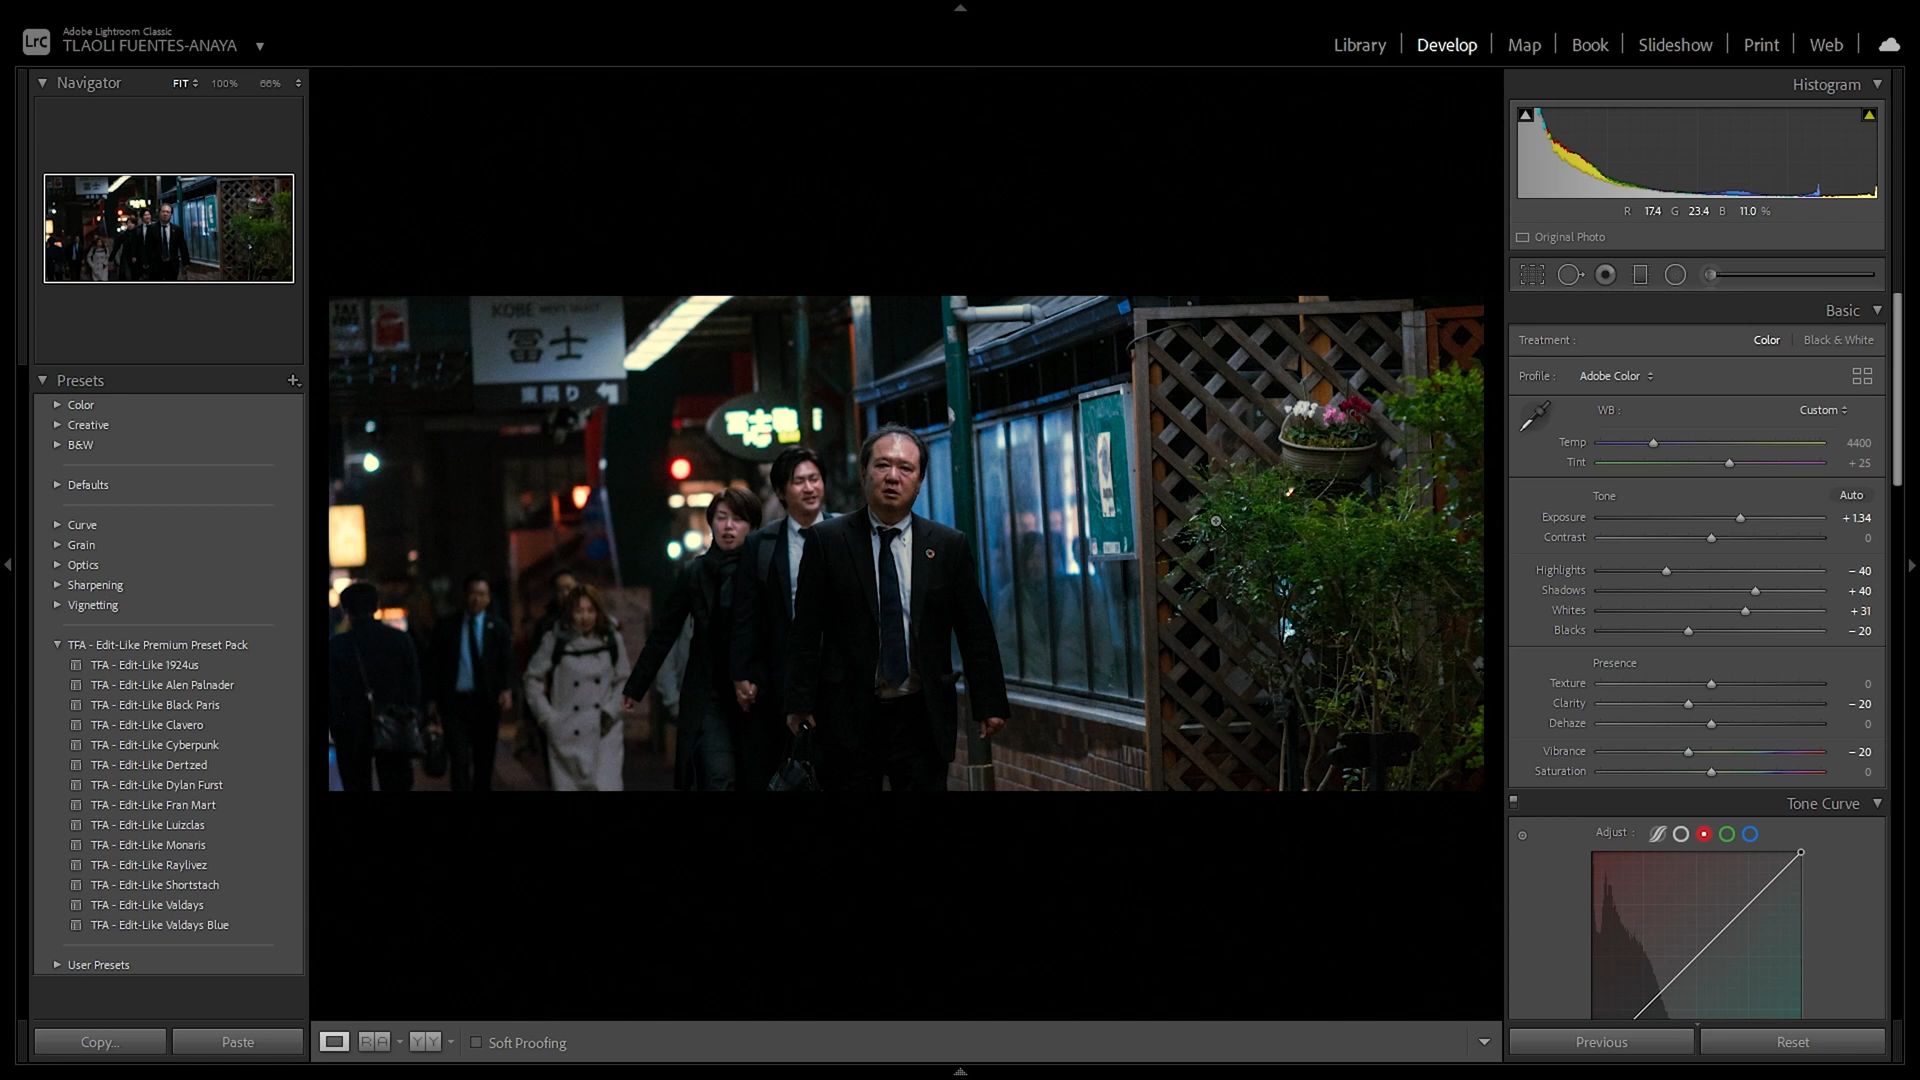 Adobe Lightroom Classic
TLAOLI FUENTES-ANAYA
Library
Develop
Map
Book
Slideshow
Print
Web
Navigator
FIT
100%
66%
Presets
Color
Creative
B&W
Defaults
Curve
Grain
Optics
Sharpening
Vignetting
TFA - Edit-Like Premium Preset Pack
TFA - Edit-Like 1924us
TFA - Edit-Like Alen Palnader
TFA - Edit-Like Black Paris
TFA - Edit-Like Clavero
TFA - Edit-Like Cyberpunk
TFA - Edit-Like Dertzed
TFA - Edit-Like Dylan Furst
TFA - Edit-Like Fran Mart
TFA - Edit-Like Luizclas
TFA - Edit-Like Monaris
TFA - Edit-Like Raylivez
TFA - Edit-Like Shortstach
TFA - Edit-Like Valdays
TFA - Edit-Like Valdays Blue
User Presets
Copy...
Paste
TAX
FREE
KOBE MEN'S SELECT
富士
東隣り
Soft Proofing
Histogram
R 17.4 G 23.4 B 11.0 %
Original Photo
Basic
Treatment :
Color
Black & White
Profile :
Adobe Color
WB :
Custom
Temp
4400
Tint
+ 25
Tone
Auto
Exposure
+ 1.34
Contrast
0
Highlights
– 40
Shadows
+ 40
Whites
+ 31
Blacks
– 20
Presence
Texture
0
Clarity
– 20
Dehaze
0
Vibrance
– 20
Saturation
0
Tone Curve
Adjust :
Previous
Reset